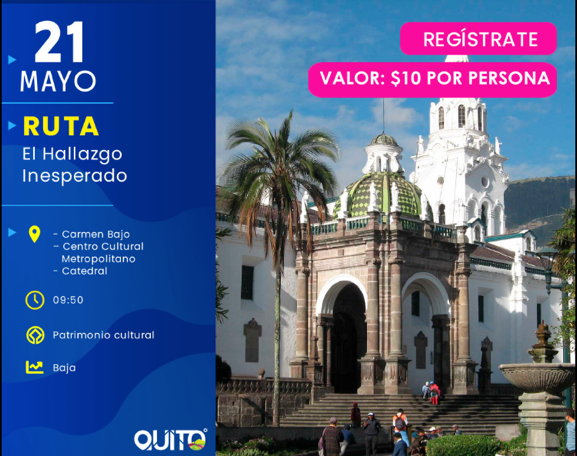 21
MAYO
RUTA
El Hallazgo
Inesperado
- Carmen Bajo
– Centro Cultural
Metropolitano
- Catedral
09:50
Patrimonio cultural
Baja
QUITO
REGÍSTRATE
VALOR: $10 POR PERSONA